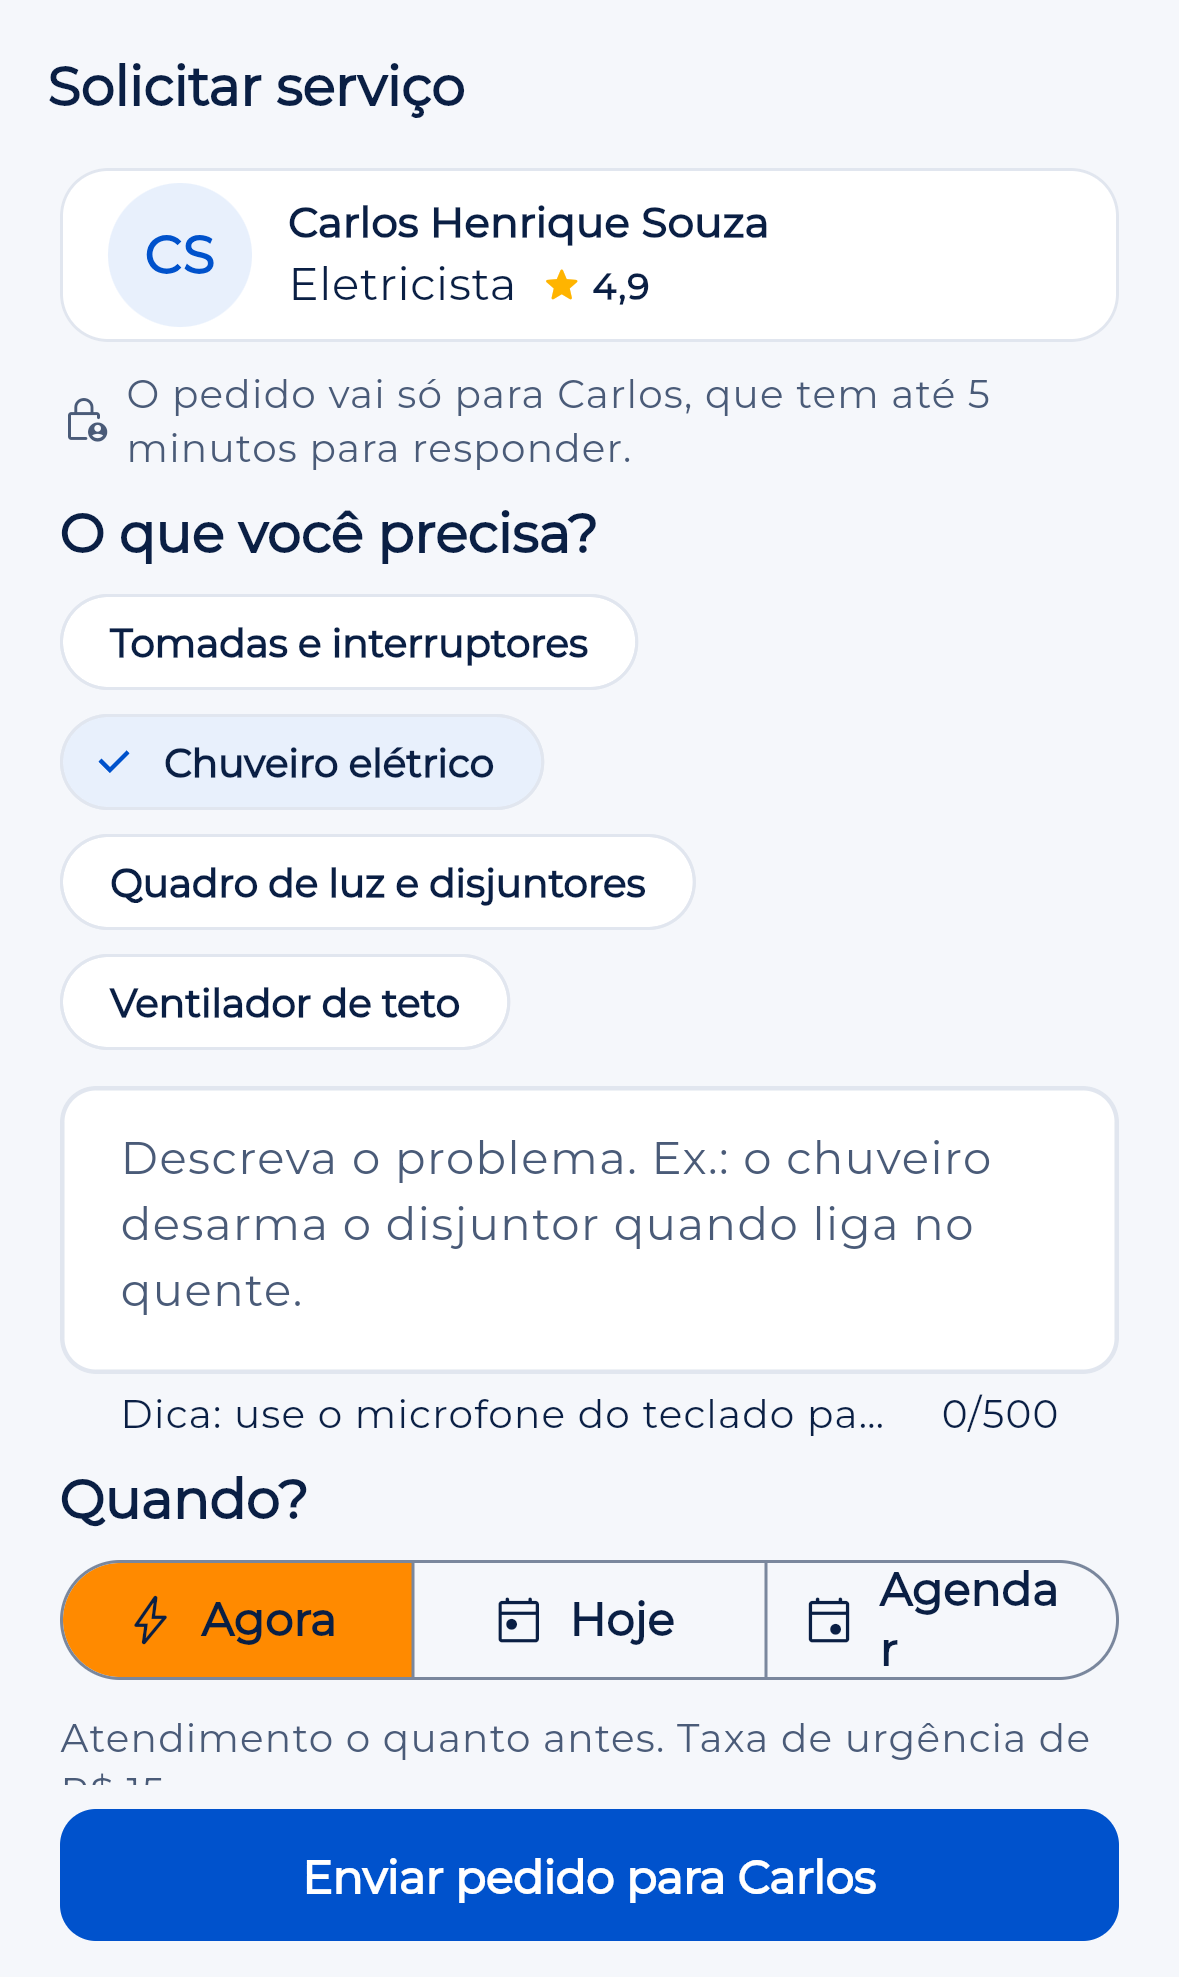 Solicitar serviço
CS
Carlos Henrique Souza
Eletricista 4,9
O pedido vai só para Carlos, que tem até 5
minutos para responder.
O que você precisa?
Tomadas e interruptores
Chuveiro elétrico
Quadro de luz e disjuntores
Ventilador de teto
Descreva o problema. Ex.: o chuveiro
desarma o disjuntor quando liga no
quente.
Dica: use o microfone do teclado pa... 0/500
Quando?
Agora
Hoje
Agenda
r
Atendimento o quanto antes. Taxa de urgência de
R$ 15
Enviar pedido para Carlos